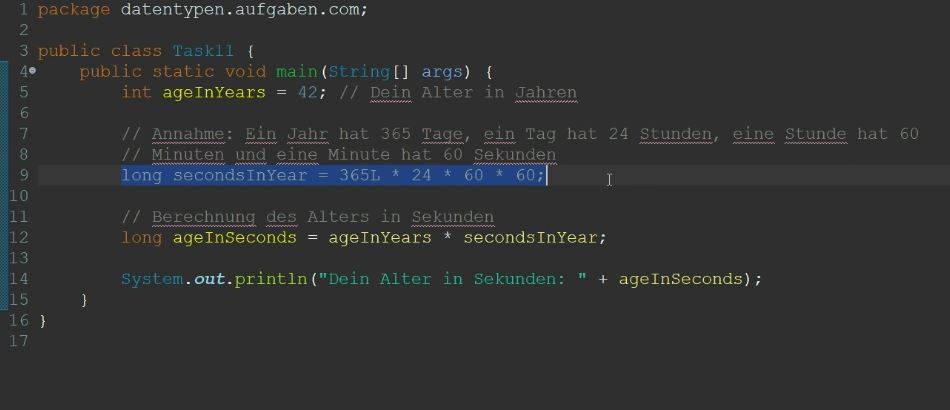 1 package datentypen.aufgaben.com;
2
3 public class Task11 {
4 public static void main(String[] args) {
5 int ageInYears = 42; // Dein Alter in Jahren
6
7 // Annahme: Ein Jahr hat 365 Tage, ein Tag hat 24 Stunden, eine Stunde hat 60
8 // Minuten und eine Minute hat 60 Sekunden
9 long secondsInYear = 365L * 24 * 60 * 60;
10
11 // Berechnung des Alters in Sekunden
12 long ageInSeconds = ageInYears * secondsInYear;
13
14 System.out.println("Dein Alter in Sekunden: " + ageInSeconds);
15 }
16 }
17